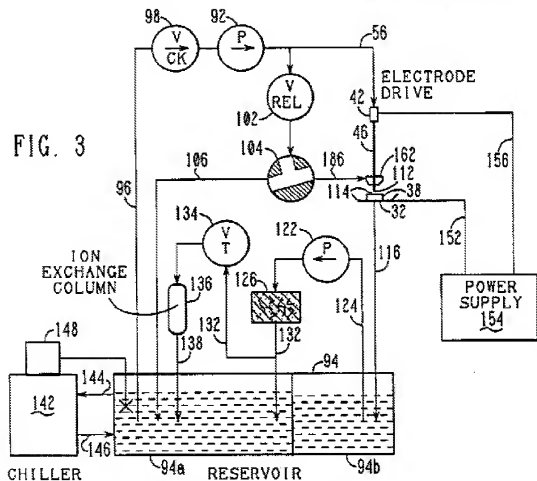 98
V
CK
92
P
94
56
ELECTRODE
DRIVE
42
V
REL
102
46
FIG. 3
104
106
186
162
112
114
38
32
156
96
134
V
T
122
P
116
152
ION
EXCHANGE
COLUMN
126
136
132
132
124
POWER
SUPPLY
154
148
138
94
144
142
146
CHILLER
94a
RESERVOIR
94b